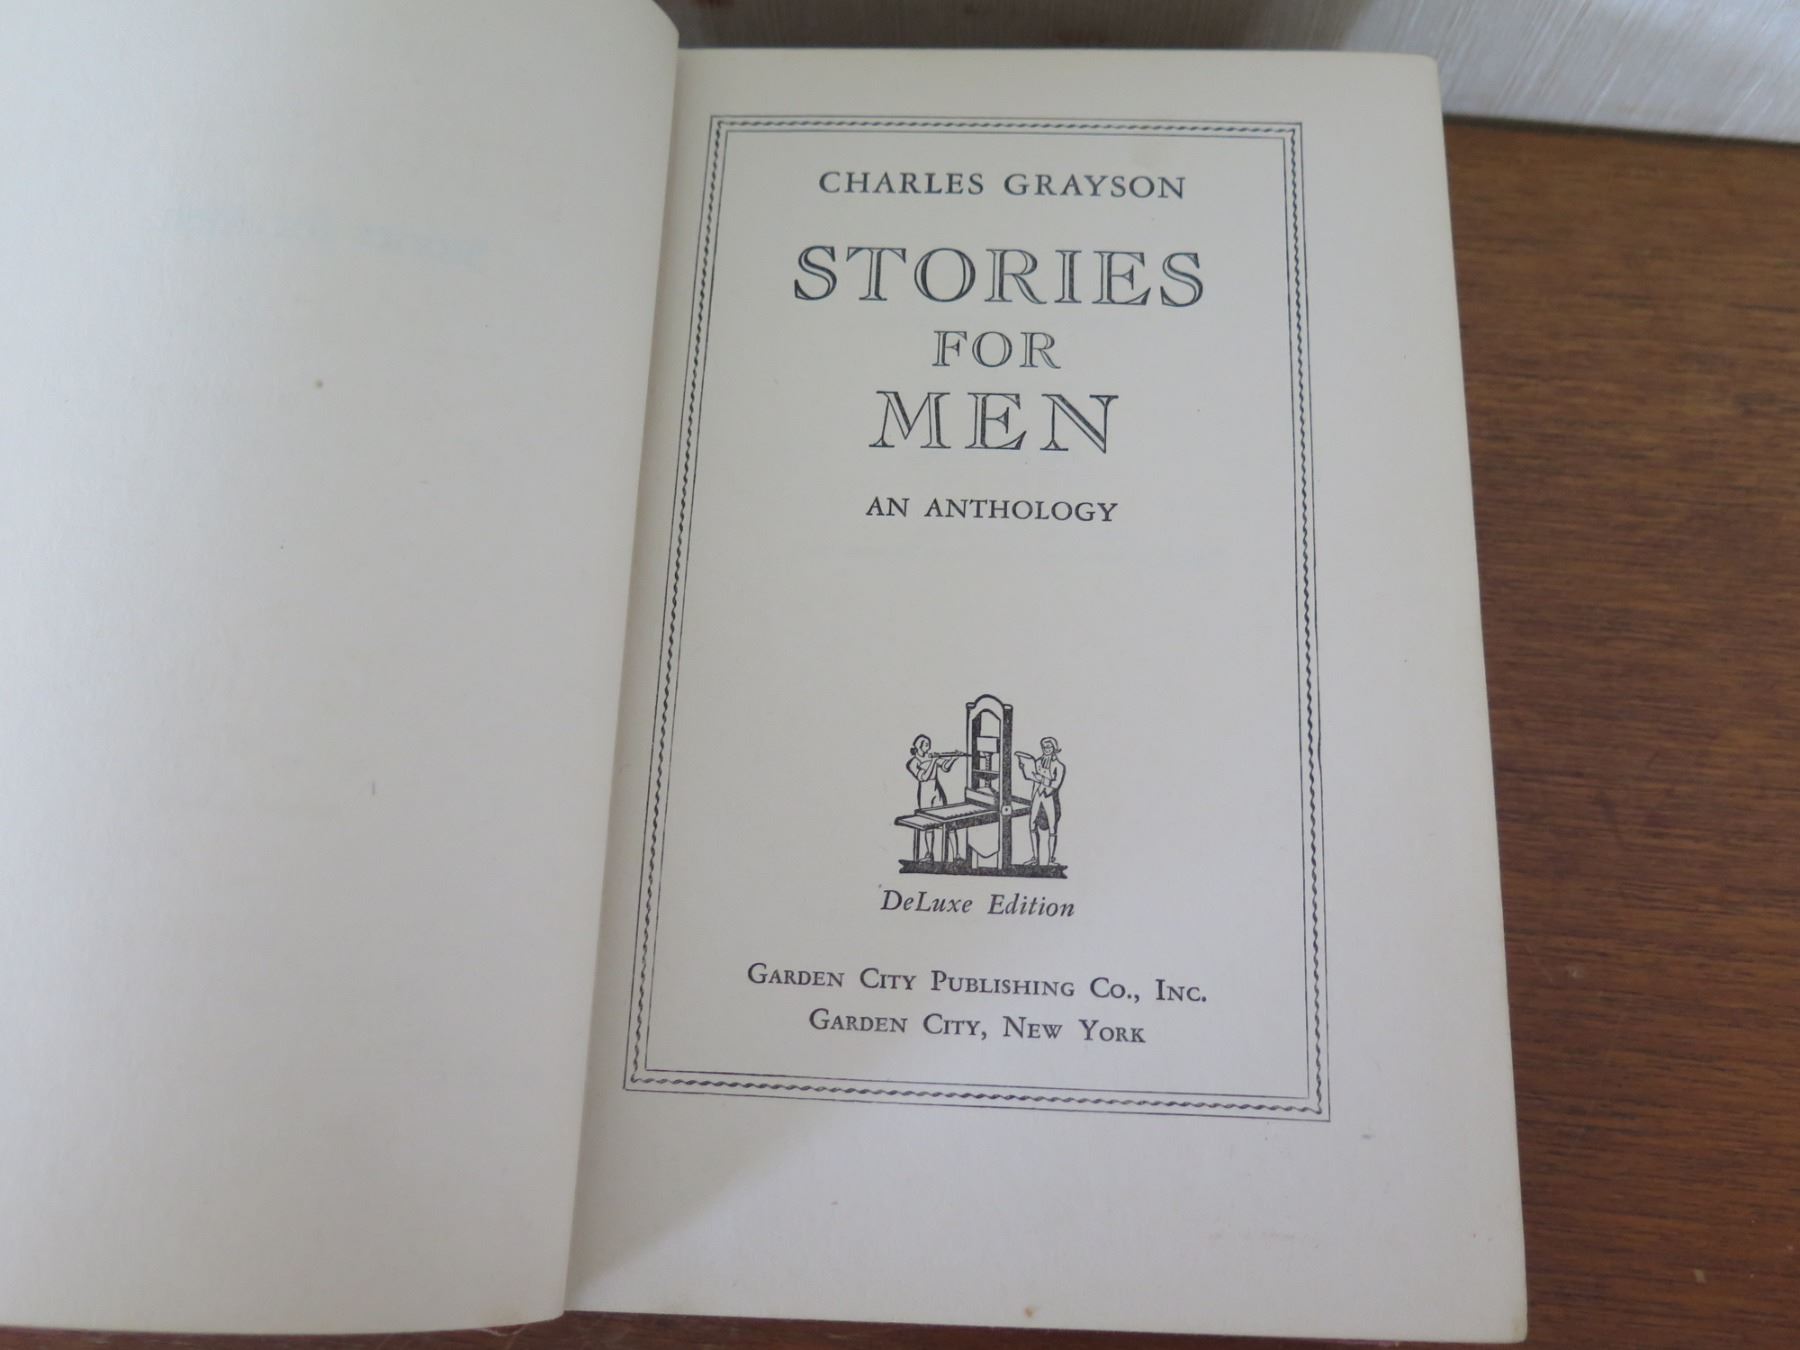 CHARLES GRAYSON
STORIES
FOR
MEN
AN ANTHOLOGY
DeLuxe Edition
GARDEN CITY PUBLISHING CO., INC.
GARDEN CITY, NEW YORK